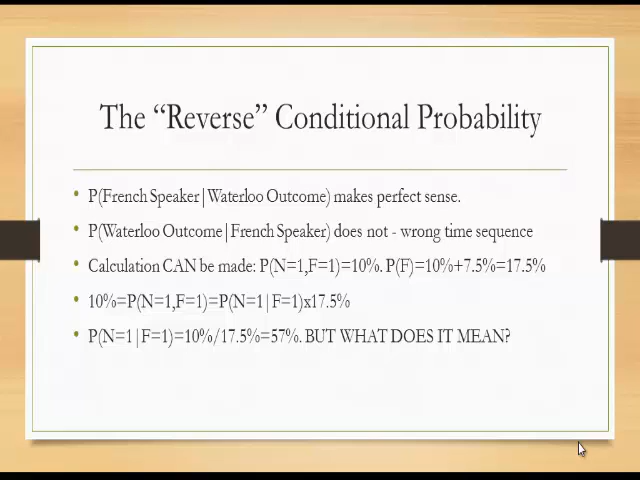 The “Reverse” Conditional Probability
• P(French Speaker|Waterloo Outcome) makes perfect sense.
• P(Waterloo Outcome|French Speaker) does not - wrong time sequence
• Calculation CAN be made: P(N=1,F=1)=10%. P(F)=10%+7.5%=17.5%
• 10%=P(N=1,F=1)=P(N=1|F=1)x17.5%
• P(N=1|F=1)=10%/17.5%=57%. BUT WHAT DOES IT MEAN?